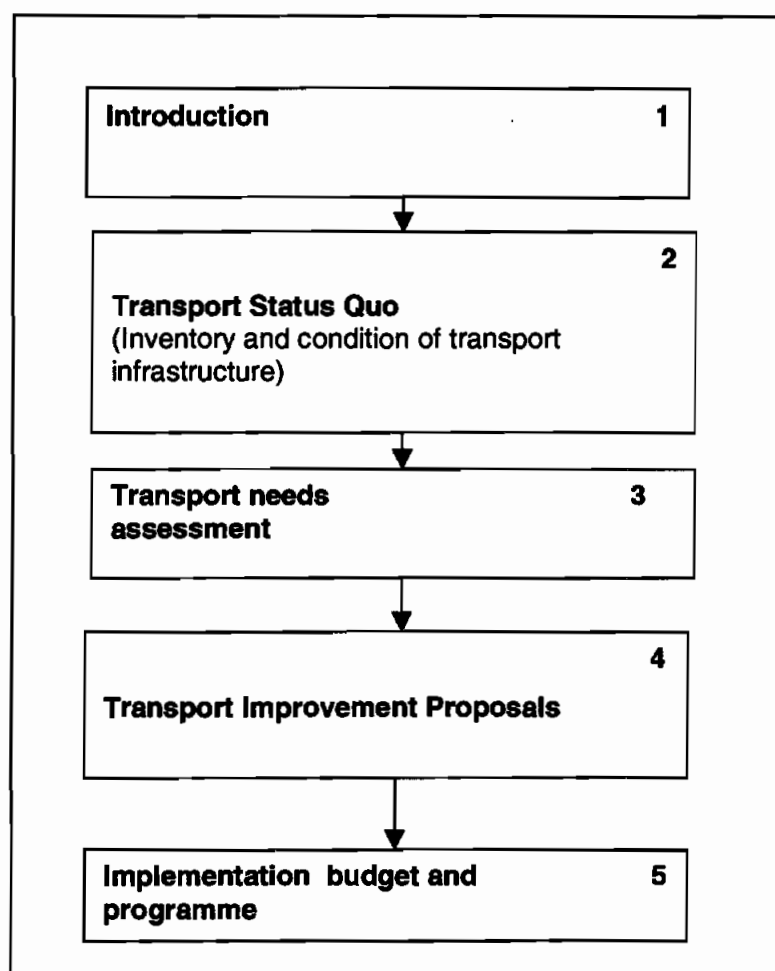 Introduction 1
2
Transport Status Quo
(Inventory and condition of transport
infrastructure)
Transport needs 3
assessment
4
Transport Improvement Proposals
Implementation budget and 5
programme